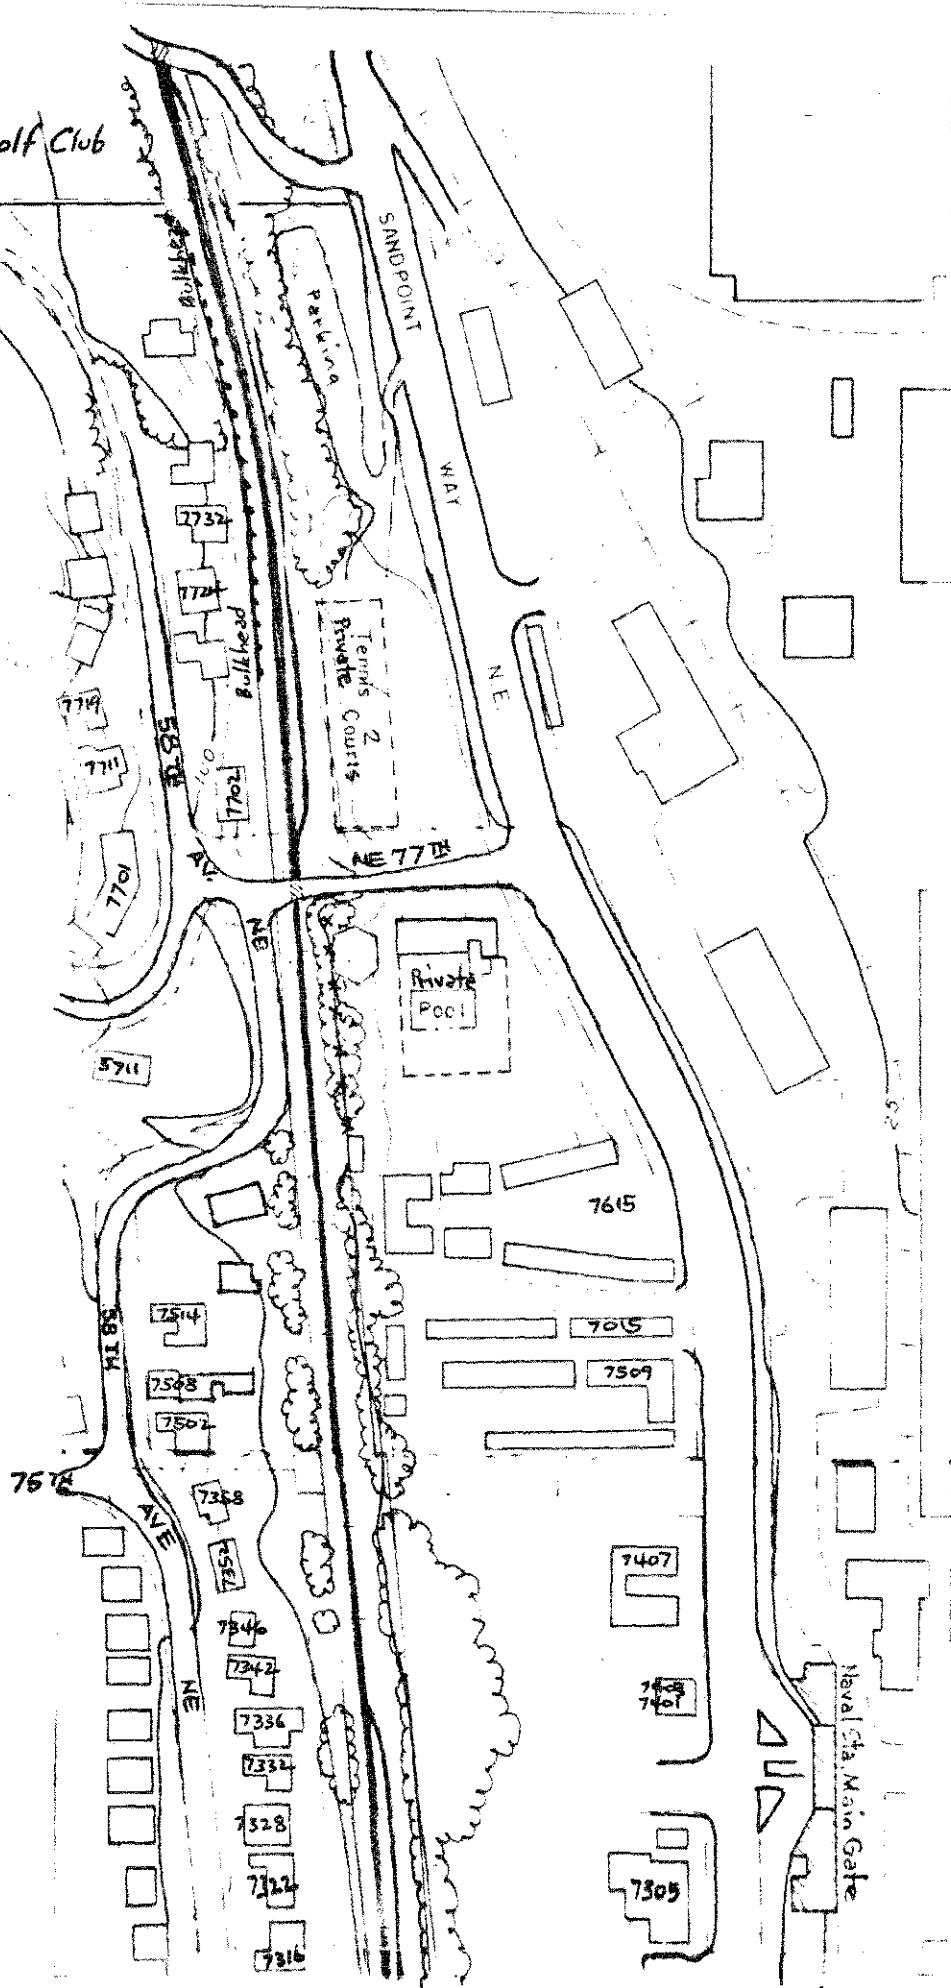 olf Club
Bulkhead
SANDPOINT
Parking
WAY
7732
7724
Bulkhead
Tennis 2
Private Courts
N.E.
7719
58TH
7711
7702
NE 77TH
PL.
7701
NE
Private
Pool
5711
7615
7514
58TH
7015
7508
7509
7502
75TH
7358
AVE
7407
7346
7342
NE
7336
Naval Sta. Main Gate
7332
7328
7322
7305
7316